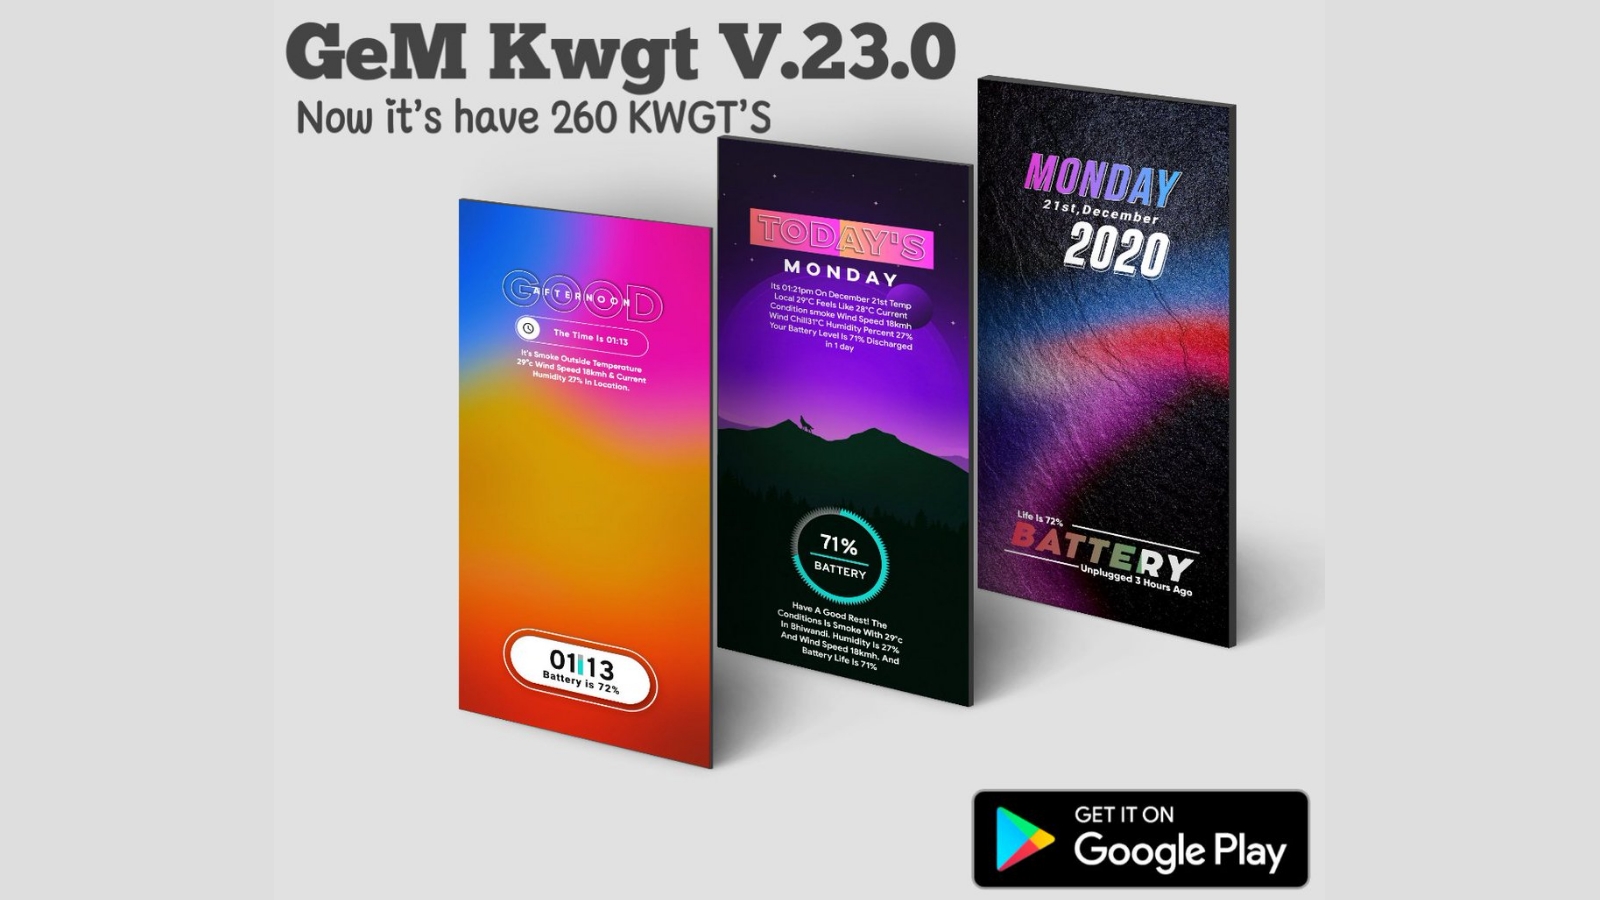 GeM Kwgt V.23.0
Now it's have 260 KWGT'S
GOOD
AFTERNOON
The Time Is 01:13
It's Smoke Outside Temperature
29°c Wind Speed 18kmh & Current
Humidity 27% in Location.
01 13
Battery is 72%
TODAY'S
MONDAY
Its 01:21pm On December 21st Temp
Local 29°C Feels Like 28°C Current
Condition smoke Wind Speed 18kmh
Wind Chill31°C Humidity Percent 27%
Your Battery Level Is 71% Discharged
in 1 day
71%
BATTERY
Have A Good Rest! The
Conditions Is Smoke With 29°c
In Bhiwandi. Humidity Is 27%
And Wind Speed 18kmh. And
Battery Life Is 71%
MONDAY
21st,December
2020
Life Is 72%
BATTERY
Unplugged 3 Hours Ago
GET IT ON
Google Play